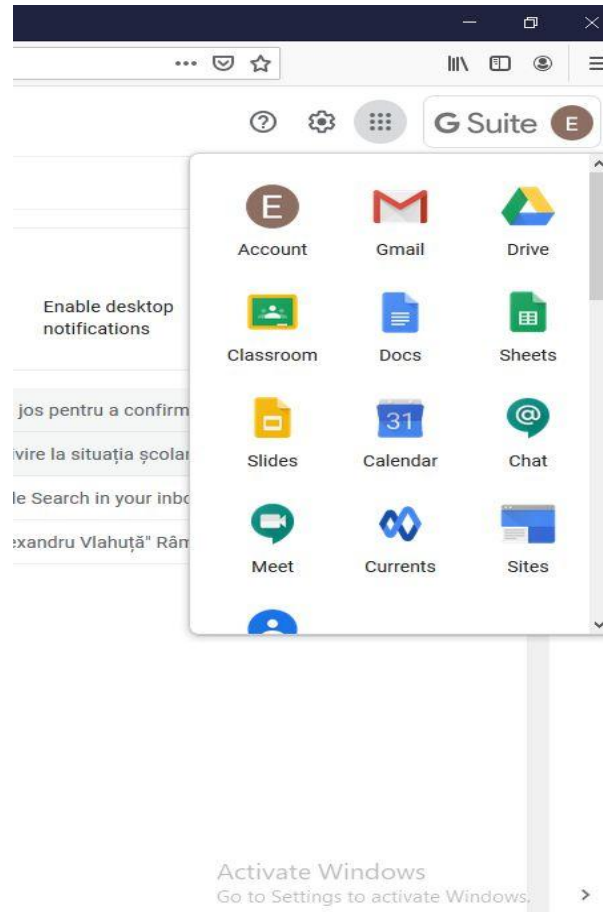 G Suite E
E
Account Gmail Drive
Enable desktop
notifications
Classroom Docs Sheets
jos pentru a confirm
31
ivire la situația școlar
Slides Calendar Chat
le Search in your inbo
exandru Vlahuță" Râm
Meet Currents Sites
Activate Windows
Go to Settings to activate Windows.